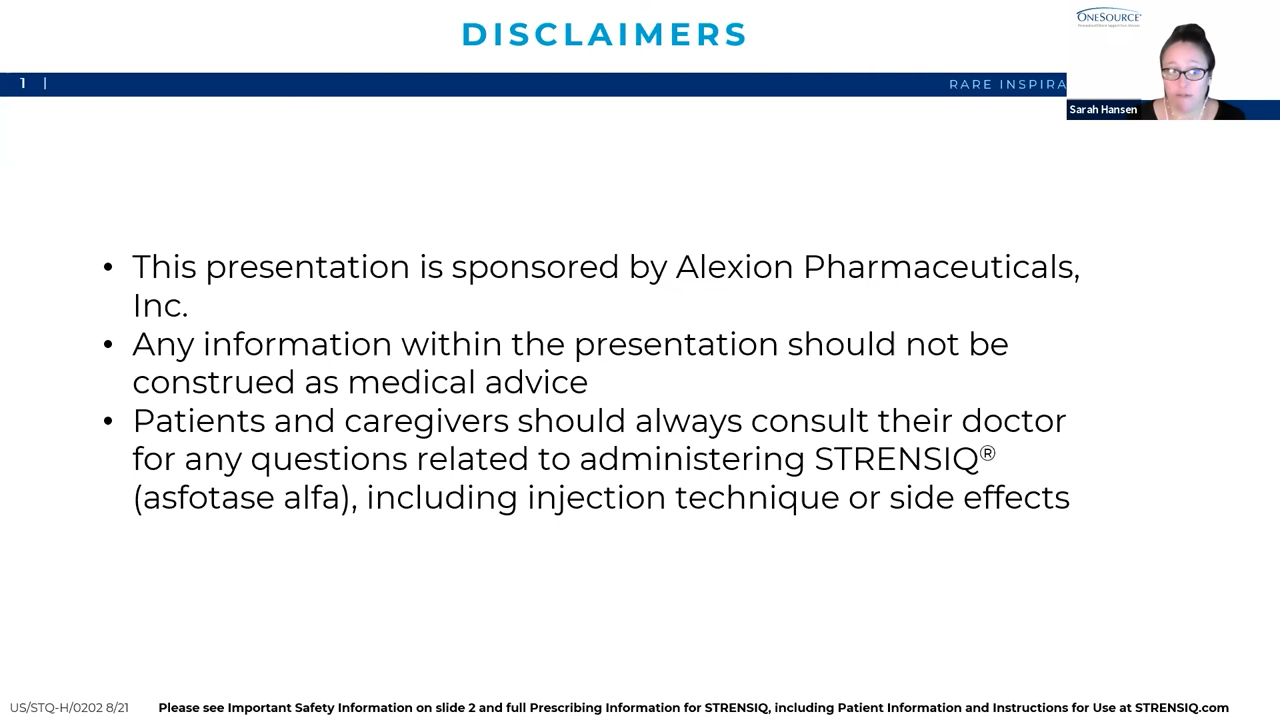 DISCLAIMERS
ONESOURCE
1 |
RARE INSPIRA
Sarah Hansen
• This presentation is sponsored by Alexion Pharmaceuticals,
Inc.
• Any information within the presentation should not be
construed as medical advice
• Patients and caregivers should always consult their doctor
for any questions related to administering STRENSIQ®
(asfotase alfa), including injection technique or side effects
US/STQ-H/0202 8/21
Please see Important Safety Information on slide 2 and full Prescribing Information for STRENSIQ, including Patient Information and Instructions for Use at STRENSIQ.com